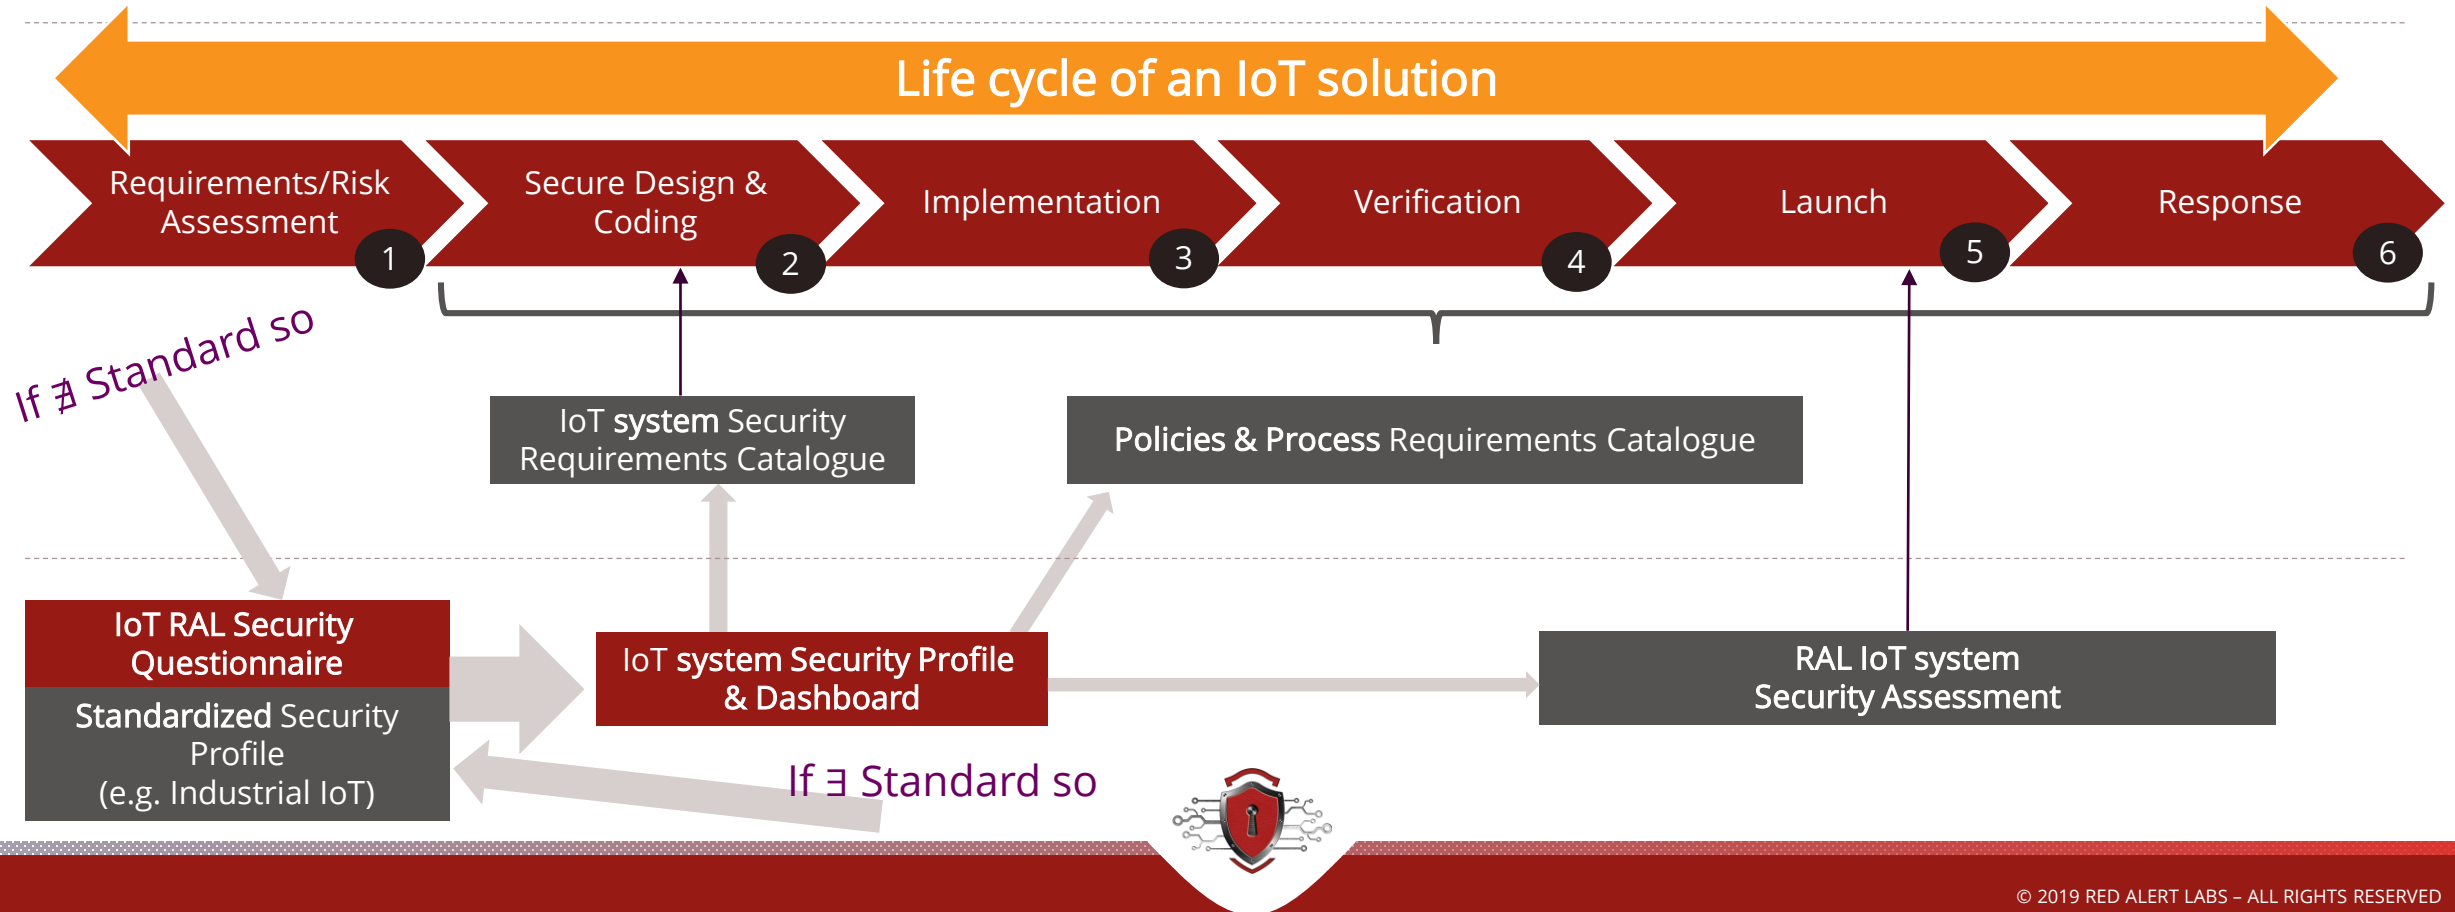 Life cycle of an IoT solution
Requirements/Risk
Assessment
1
Secure Design &
Coding
2
Implementation
3
Verification
4
Launch
5
Response
6
If ∄ Standard so
IoT system Security
Requirements Catalogue
Policies & Process Requirements Catalogue
IoT RAL Security
Questionnaire
Standardized Security
Profile
(e.g. Industrial IoT)
IoT system Security Profile
& Dashboard
RAL IoT system
Security Assessment
If ∃ Standard so
© 2019 RED ALERT LABS – ALL RIGHTS RESERVED